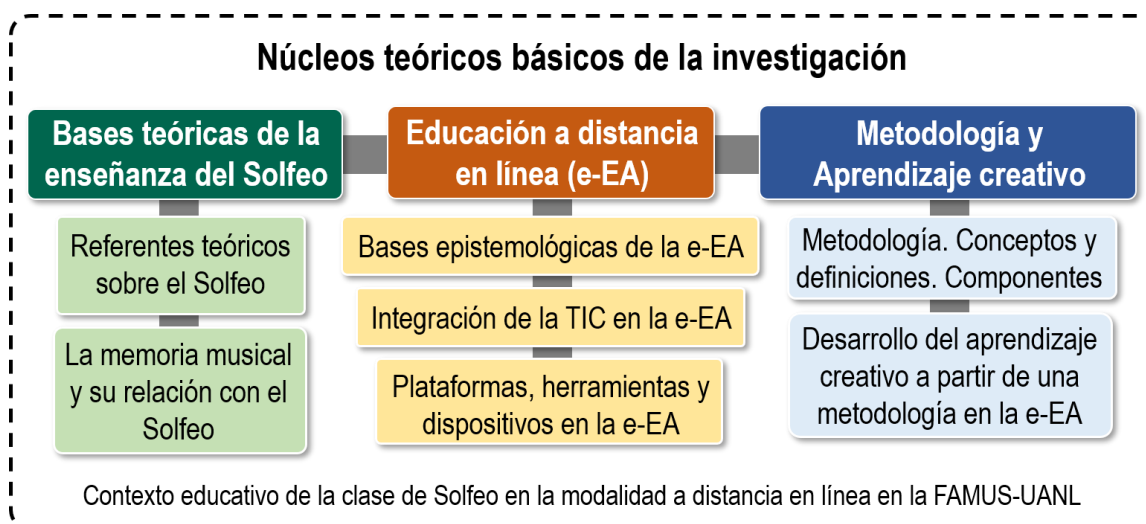 Núcleos teóricos básicos de la investigación
Bases teóricas de la
enseñanza del Solfeo
Referentes teóricos
sobre el Solfeo
La memoria musical
y su relación con el
Solfeo
Educación a distancia
en línea (e-EA)
Bases epistemológicas de la e-EA
Integración de la TIC en la e-EA
Plataformas, herramientas y
dispositivos en la e-EA
Metodología y
Aprendizaje creativo
Metodología. Conceptos y
definiciones. Componentes
Desarrollo del aprendizaje
creativo a partir de una
metodología en la e-EA
Contexto educativo de la clase de Solfeo en la modalidad a distancia en línea en la FAMUS-UANL